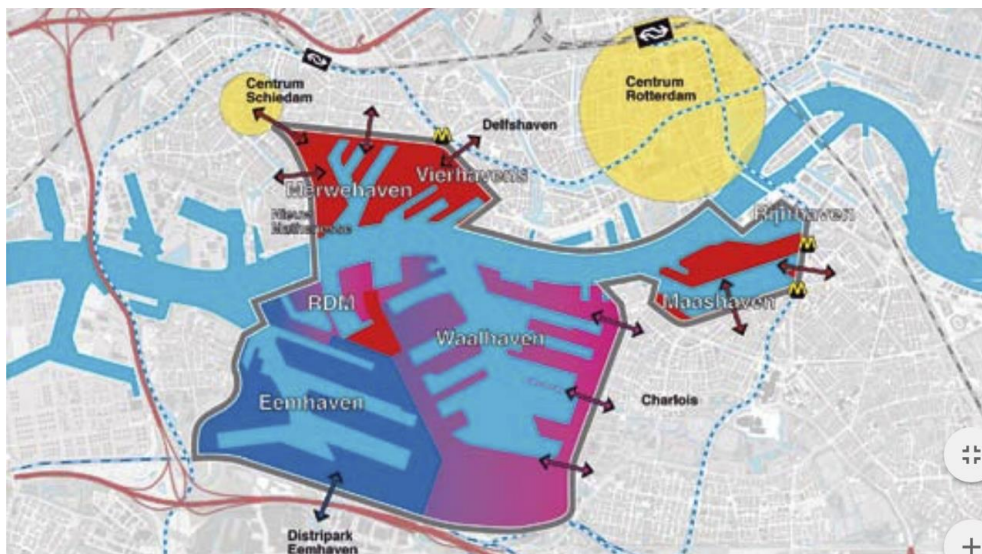 Centrum
Schiedam
Centrum
Rotterdam
Delfshaven
M
Vierhavens
Merwehaven
Nieuw
Mathenesse
Rijnhaven
M
M
Maashaven
RDM
Waalhaven
Eemhaven
Charlois
Distripark
Eemhaven